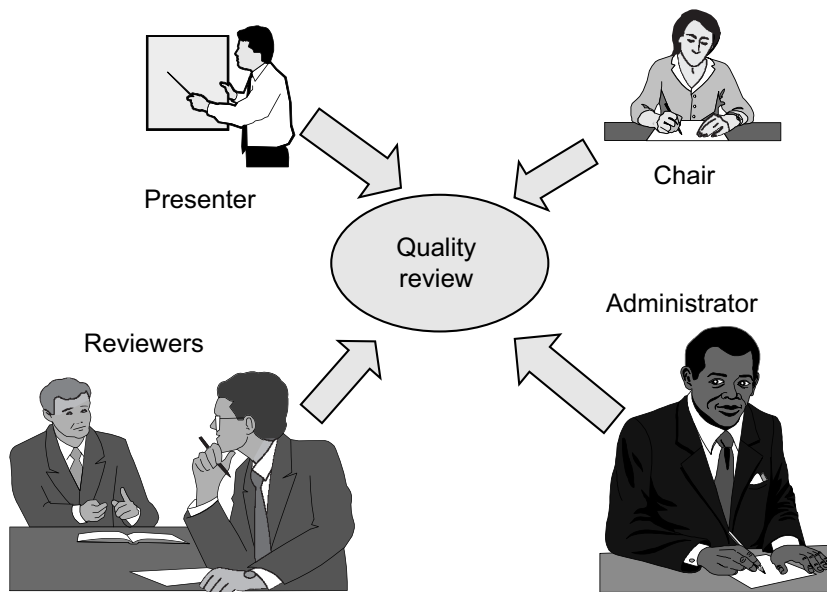 Presenter
Chair
Quality
review
Administrator
Reviewers